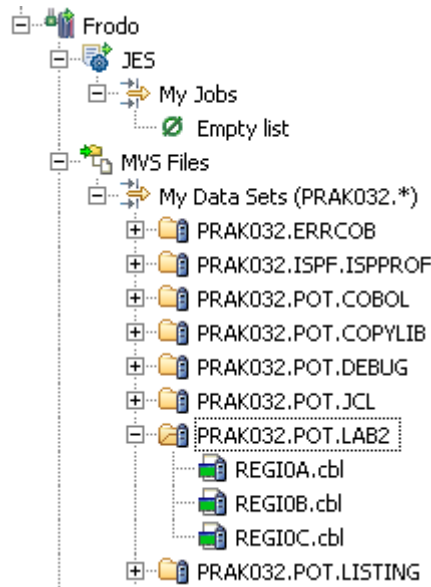 Frodo
JES
My Jobs
Empty list
MVS Files
My Data Sets (PRAK032.*)
PRAK032.ERRCOB
PRAK032.ISPF.ISPPROF
PRAK032.POT.COBOL
PRAK032.POT.COPYLIB
PRAK032.POT.DEBUG
PRAK032.POT.JCL
PRAK032.POT.LAB2
REGI0A.cbl
REGI0B.cbl
REGI0C.cbl
PRAK032.POT.LISTING